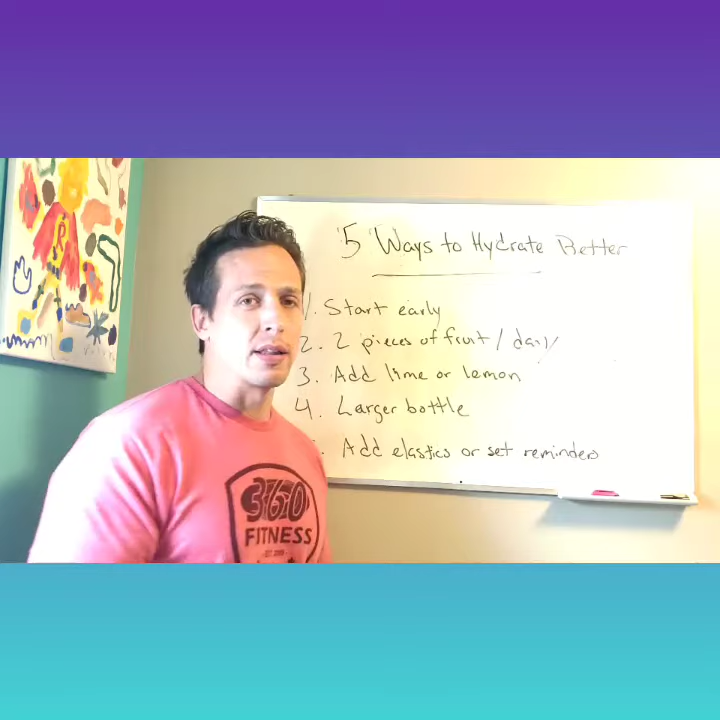 5 Ways to Hydrate Better
1. Start early
2. 2 pieces of fruit / day
3. Add lime or lemon
4. Larger bottle
. Add elastics or set reminders
360
FITNESS